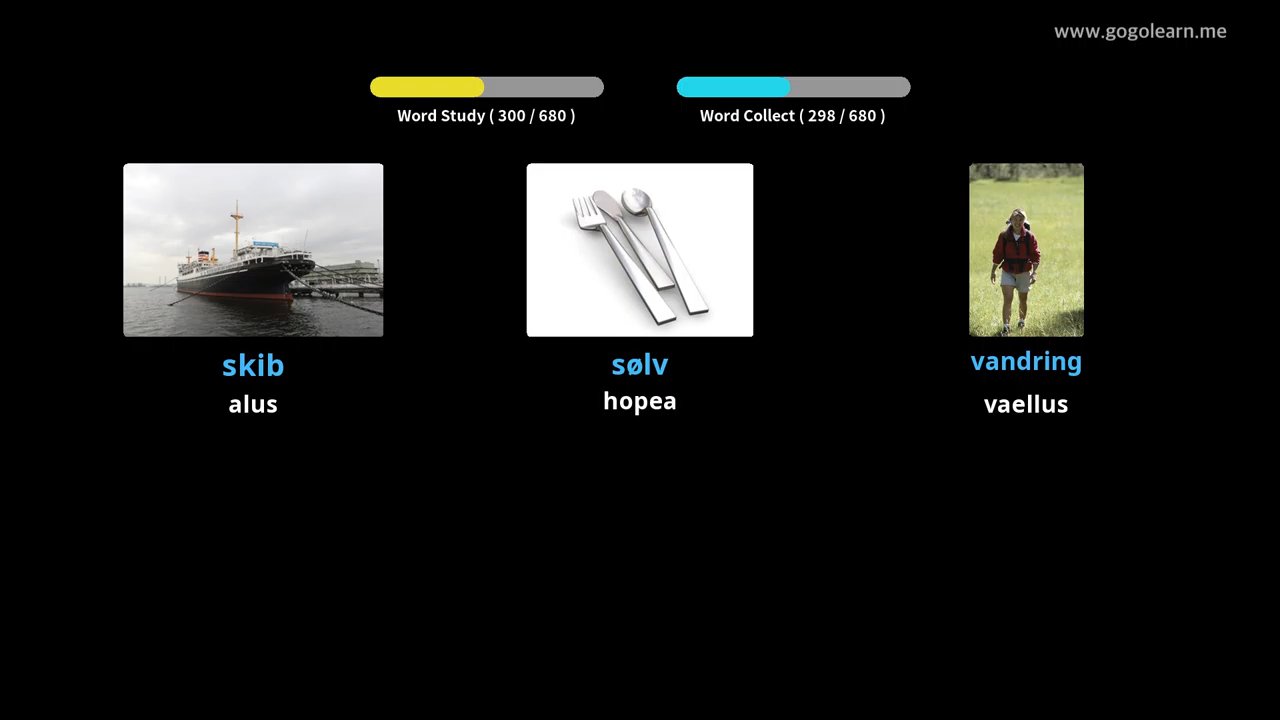 www.gogolearn.me
Word Study ( 300 / 680 )
Word Collect ( 298 / 680 )
skib
alus
sølv
hopea
vandring
vaellus